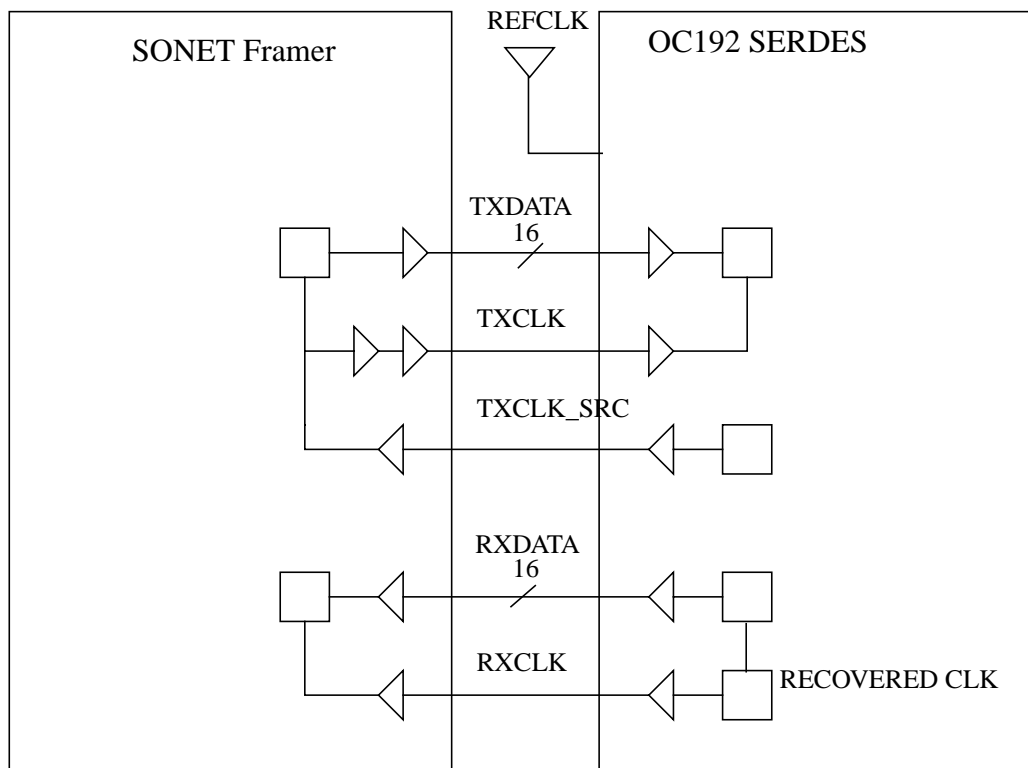 REFCLK
SONET Framer
OC192 SERDES
TXDATA
16
TXCLK
TXCLK_SRC
RXDATA
16
RXCLK
RECOVERED CLK